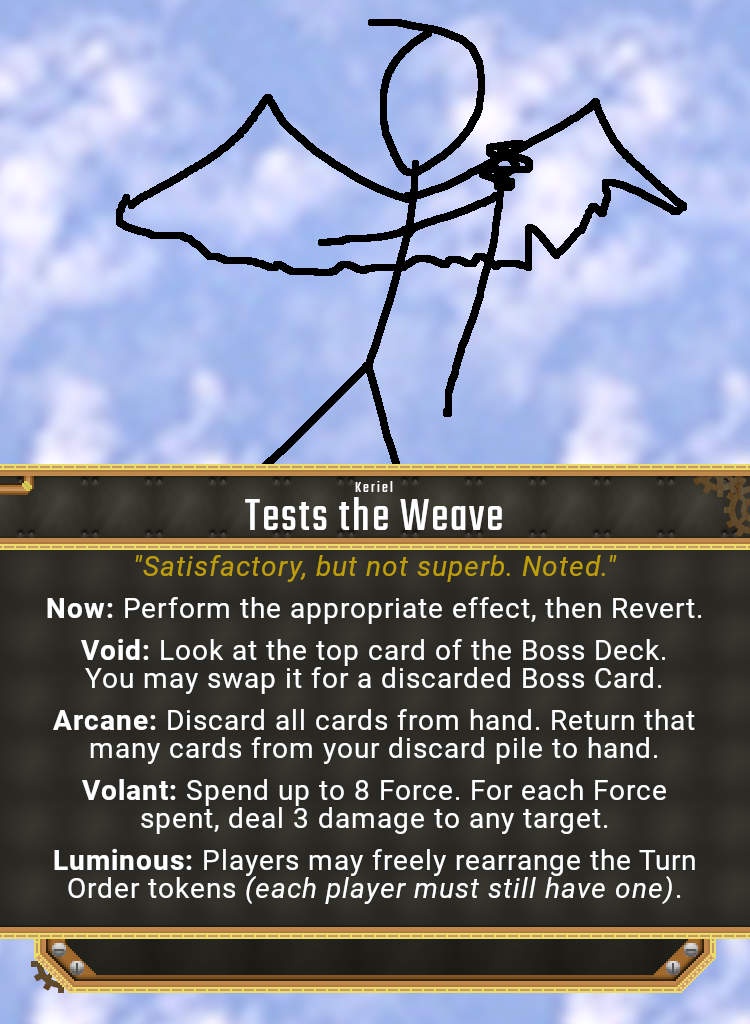 Keriel
Tests the Weave
"Satisfactory, but not superb. Noted."
Now: Perform the appropriate effect, then Revert.
Void: Look at the top card of the Boss Deck.
You may swap it for a discarded Boss Card.
Arcane: Discard all cards from hand. Return that
many cards from your discard pile to hand.
Volant: Spend up to 8 Force. For each Force
spent, deal 3 damage to any target.
Luminous: Players may freely rearrange the Turn
Order tokens (each player must still have one).